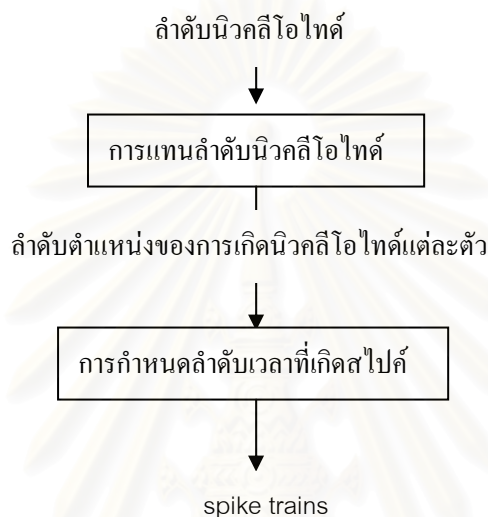 ลำดับนิวคลีโอไทด์
การแทนลำดับนิวคลีโอไทด์
ลำดับตำแหน่งของการเกิดนิวคลีโอไทด์แต่ละตัว
การกำหนดลำดับเวลาที่เกิดสไปค์
spike trains